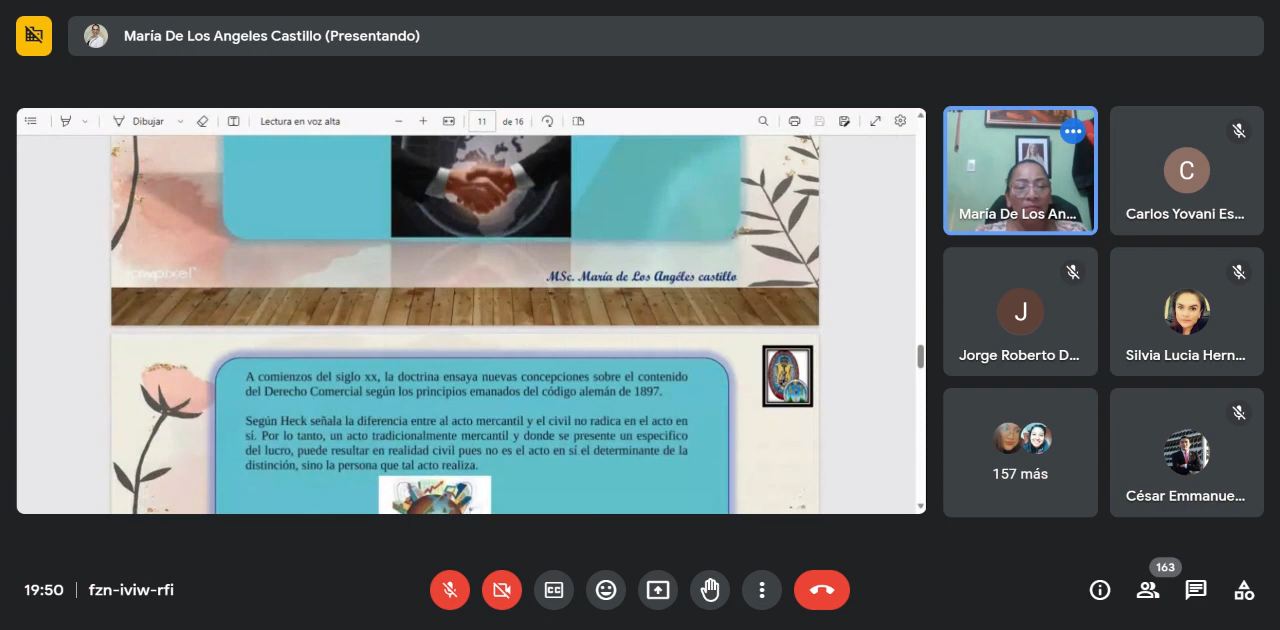 María De Los Angeles Castillo (Presentando)
Dibujar
Lectura en voz alta
11
de 16
MSc. María de Los Angéles castillo
A comienzos del siglo xx, la doctrina ensaya nuevas concepciones sobre el contenido
del Derecho Comercial según los principios emanados del código alemán de 1897.
Según Heck señala la diferencia entre al acto mercantil y el civil no radica en el acto en
sí. Por lo tanto, un acto tradicionalmente mercantil y donde se presente un especifico
del lucro, puede resultar en realidad civil pues no es el acto en sí el determinante de la
distinción, sino la persona que tal acto realiza.
María De Los An...
C
Carlos Yovani Es...
J
Jorge Roberto D...
Silvia Lucia Hern...
157 más
César Emmanue...
19:50
fzn-iviw-rfi
CC
163